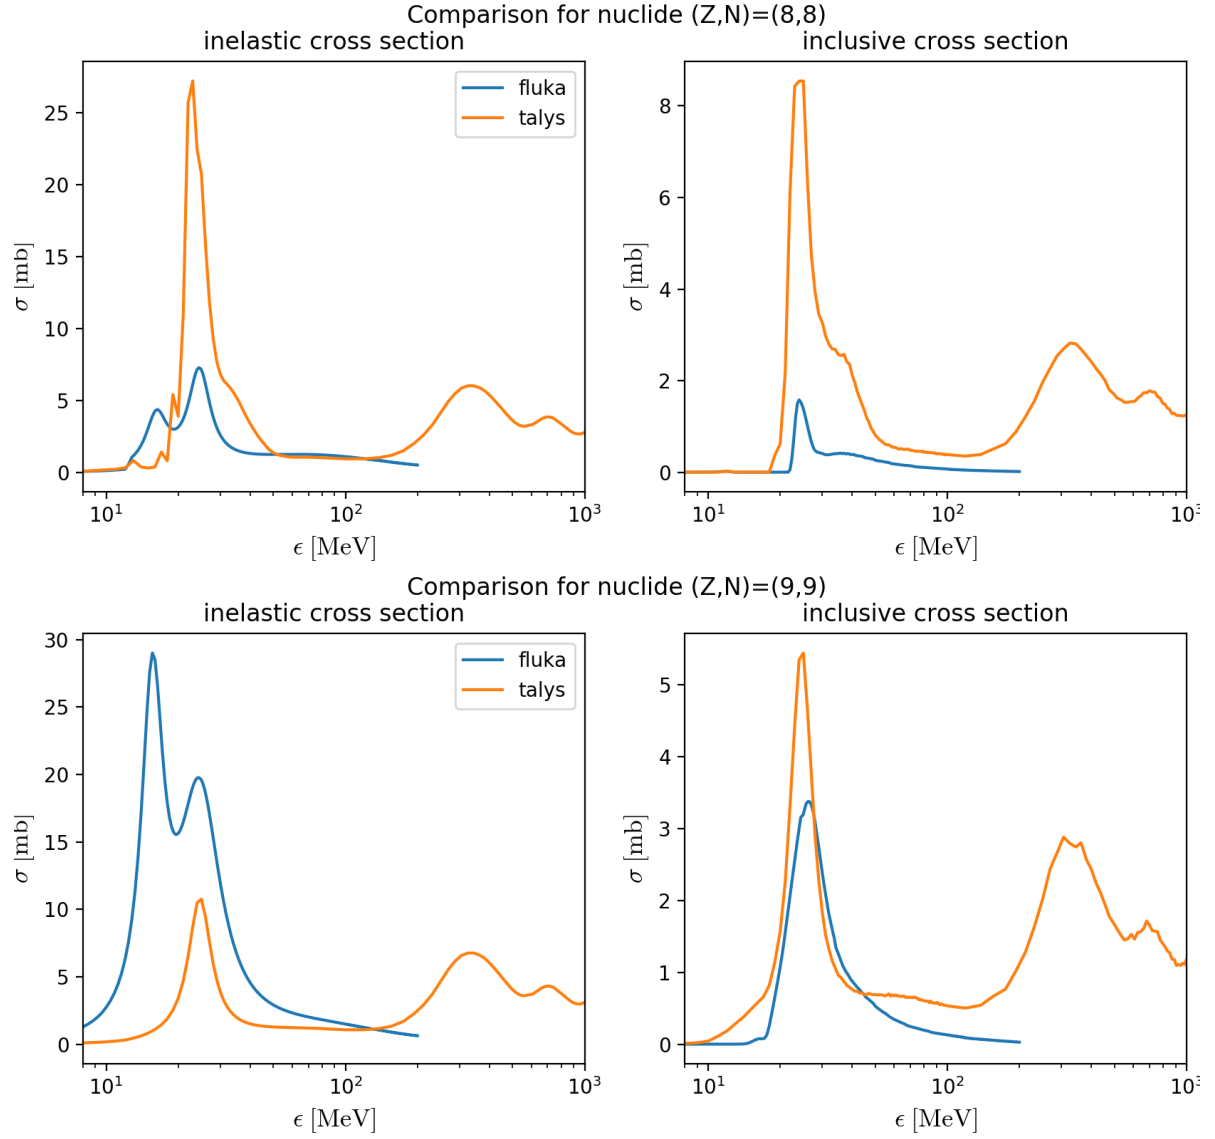 Comparison for nuclide (Z,N)=(8,8)
inelastic cross section
inclusive cross section
fluka
talys
σ [mb]
25
20
15
10
5
0
10¹
10²
10³
ϵ [MeV]
σ [mb]
8
6
4
2
0
10¹
10²
10
ϵ [MeV]
Comparison for nuclide (Z,N)=(9,9)
inelastic cross section
inclusive cross section
fluka
talys
σ [mb]
30
25
20
15
10
5
0
10¹
10²
10³
ϵ [MeV]
σ [mb]
5
4
3
2
1
0
10¹
10²
10
ϵ [MeV]